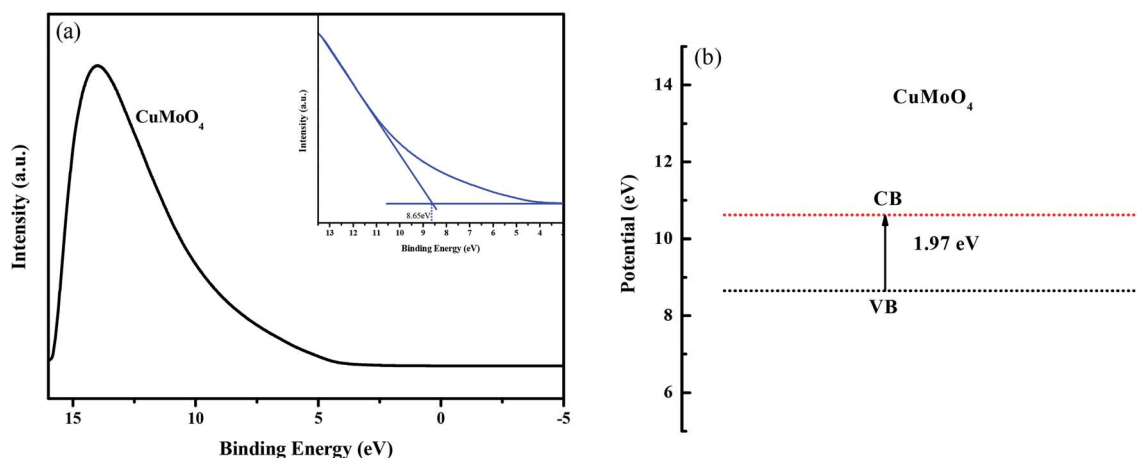 (a)
CuMoO₄
Intensity (a.u.)
15 10 5 0 -5
Binding Energy (eV)
Intensity (a.u.)
8.65eV
13 12 11 10 9 8 7 6 5 4 3
Binding Energy (eV)
(b)
CuMoO₄
Potential (eV)
14
12
10
8
6
CB
1.97 eV
VB